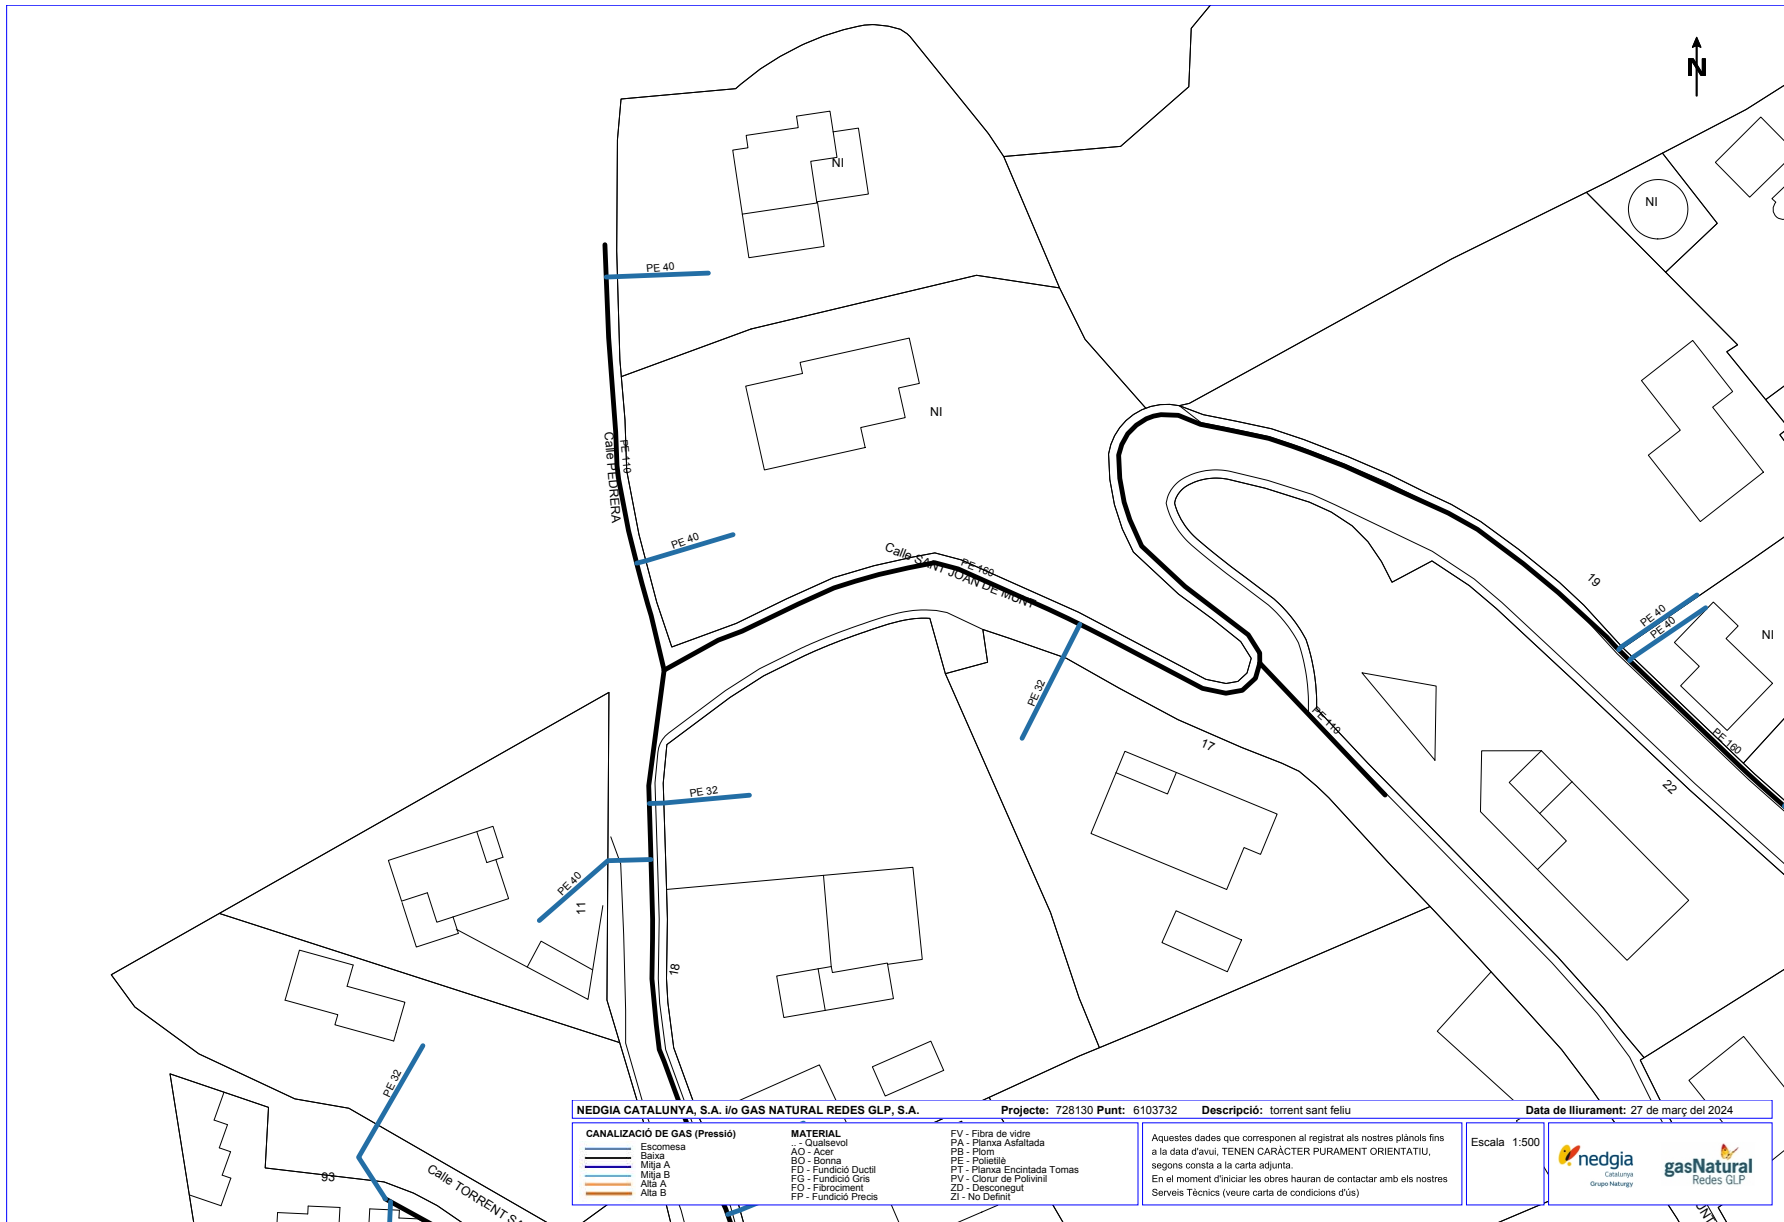 N
NI
NI
PE 40
NI
PE 110
Calle PEDRERA
PE 40
Calle SANT JOAN DE MUNT
PE 160
19
PE 40
PE 40
NI
PE 32
17
PE 110
PE 160
22
PE 32
PE 40
11
18
PE 32
93
Calle TORRENT SA
UNT
NEDGIA CATALUNYA, S.A. i/o GAS NATURAL REDES GLP, S.A. Projecte: 728130 Punt: 6103732 Descripció: torrent sant feliu Data de lliurament: 27 de març del 2024
CANALIZACIÓ DE GAS (Pressió)
Escomesa
Baixa
Mitja A
Mitja B
Alta A
Alta B
MATERIAL
.. - Qualsevol
AO - Acer
BO - Bonna
FD - Fundició Ductil
FG - Fundició Gris
FO - Fibrociment
FP - Fundició Precis
FV - Fibra de vidre
PA - Planxa Asfaltada
PB - Plom
PE - Polietilè
PT - Planxa Encintada Tomas
PV - Clorur de Polivinil
ZD - Desconegut
ZI - No Definit
Aquestes dades que corresponen al registrat als nostres plànols fins
a la data d'avui, TENEN CARÀCTER PURAMENT ORIENTATIU,
segons consta a la carta adjunta.
En el moment d'iniciar les obres hauran de contactar amb els nostres
Serveis Tècnics (veure carta de condicions d'ús)
Escala 1:500
nedgia
Catalunya
Grupo Naturgy
gasNatural
Redes GLP